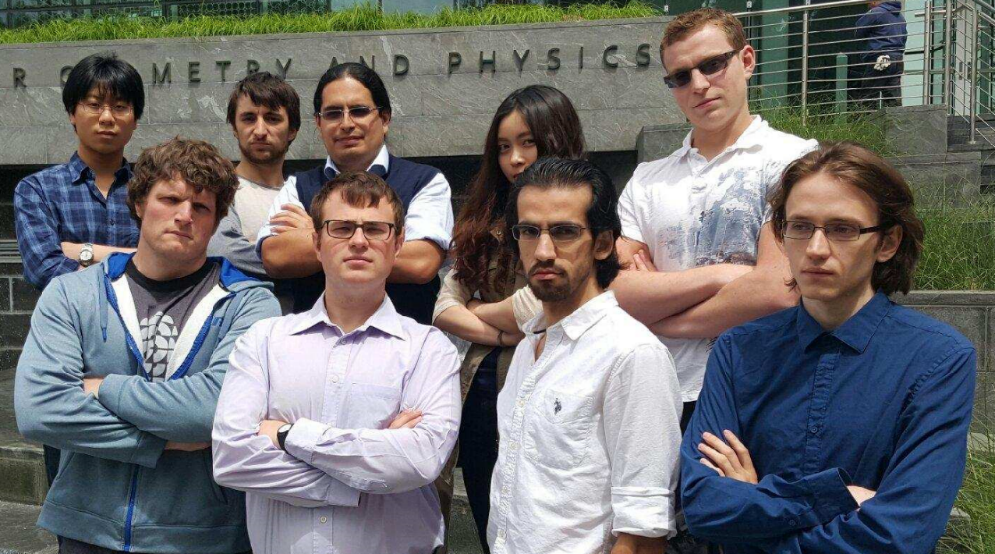 R O METRY AND PHYSICS